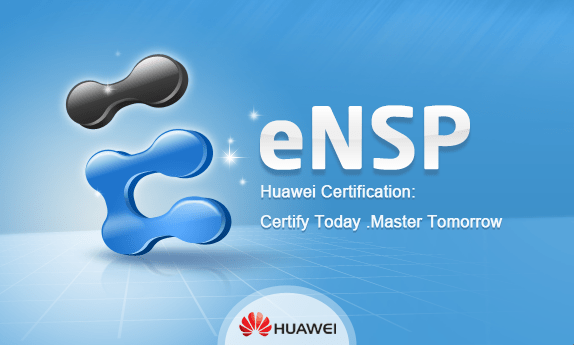 eNSP
Huawei Certification:
Certify Today .Master Tomorrow
HUAWEI